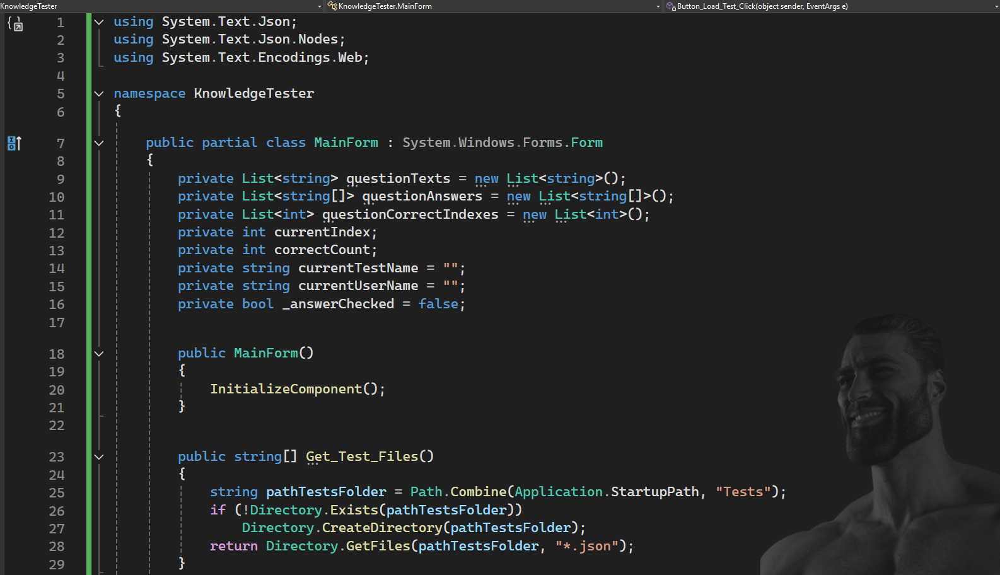 KnowledgeTester KnowledgeTester.MainForm Button_Load_Test_Click(object sender, EventArgs e)
1 using System.Text.Json;
2 using System.Text.Json.Nodes;
3 using System.Text.Encodings.Web;
4
5 namespace KnowledgeTester
6 {
7 public partial class MainForm : System.Windows.Forms.Form
8 {
9 private List<string> questionTexts = new List<string>();
10 private List<string[]> questionAnswers = new List<string[]>();
11 private List<int> questionCorrectIndexes = new List<int>();
12 private int currentIndex;
13 private int correctCount;
14 private string currentTestName = "";
15 private string currentUserName = "";
16 private bool _answerChecked = false;
17
18 public MainForm()
19 {
20 InitializeComponent();
21 }
22
23 public string[] Get_Test_Files()
24 {
25 string pathTestsFolder = Path.Combine(Application.StartupPath, "Tests");
26 if (!Directory.Exists(pathTestsFolder))
27 Directory.CreateDirectory(pathTestsFolder);
28 return Directory.GetFiles(pathTestsFolder, "*.json");
29 }